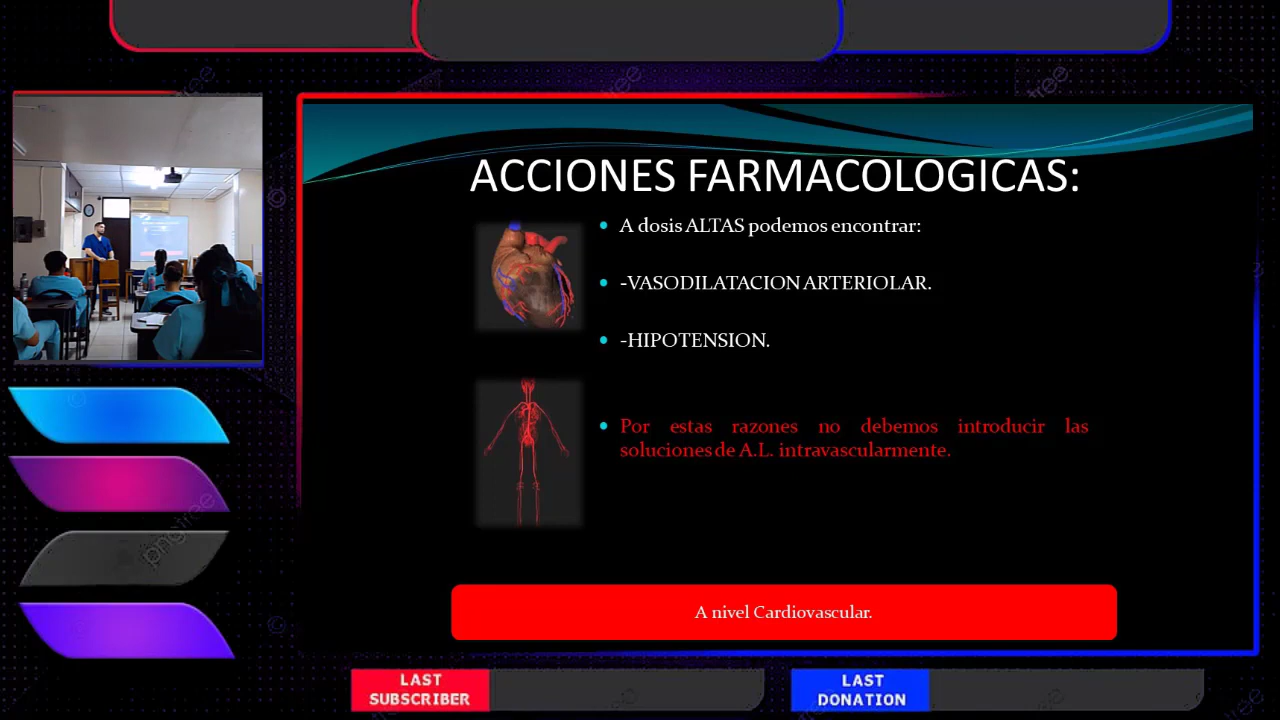 ACCIONES FARMACOLOGICAS:
A dosis ALTAS podemos encontrar:
-VASODILATACION ARTERIOLAR.
-HIPOTENSION.
Por estas razones no debemos introducir las
soluciones de A.L. intravascularmente.
A nivel Cardiovascular.
LAST
SUBSCRIBER
LAST
DONATION
pngtree